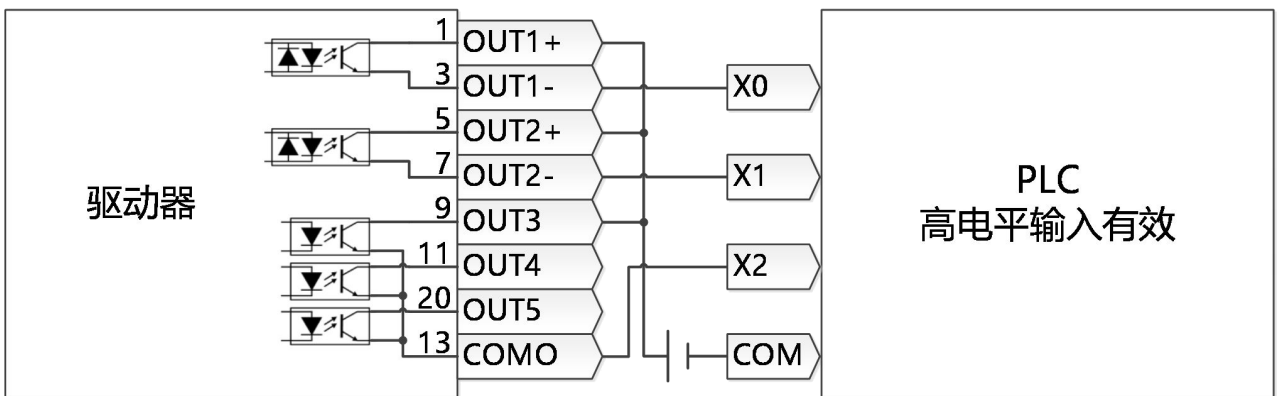 驱动器
1 OUT1+
3 OUT1-
5 OUT2+
7 OUT2-
9 OUT3
11 OUT4
20 OUT5
13 COMO
X0
X1
X2
COM
PLC
高电平输入有效